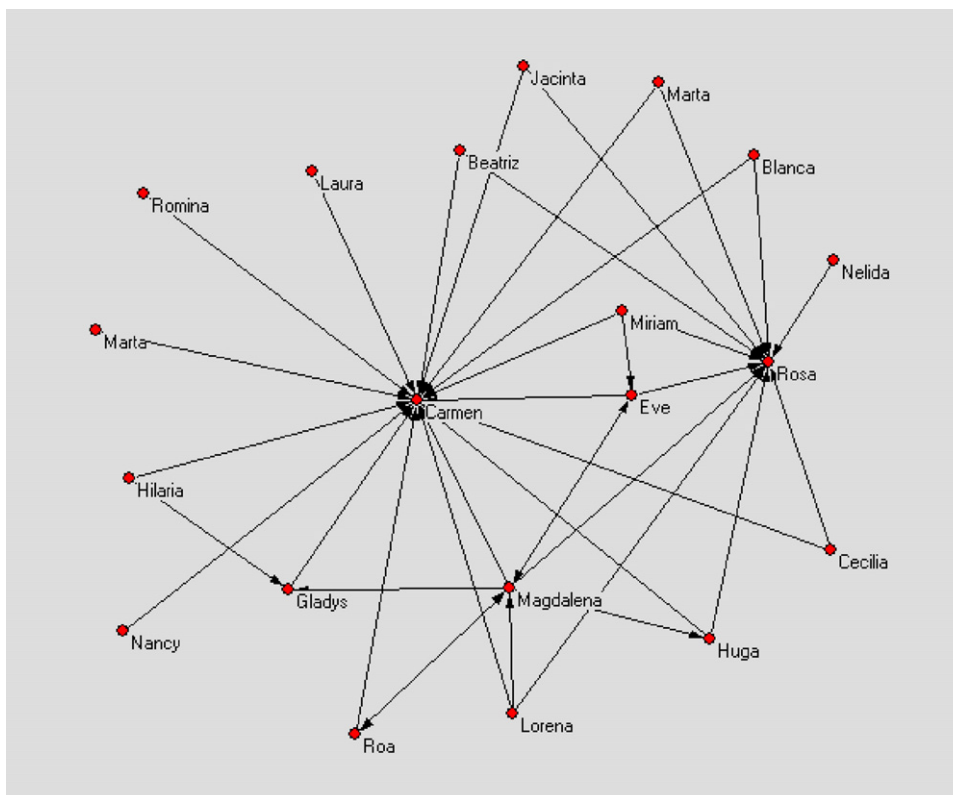 Jacinta
Marta
Beatriz
Blanca
Laura
Romina
Nelida
Miriam
Marta
Rosa
Carmen
Eve
Hilaria
Cecilia
Gladys
Magdalena
Nancy
Huga
Lorena
Roa